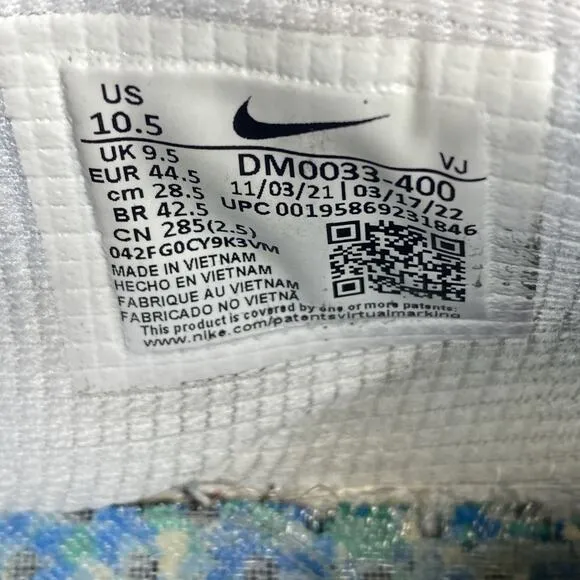 US
10.5
UK 9.5
EUR 44.5
cm 28.5
BR 42.5
CN 285(2.5)
042FG0CY9K3VM
MADE IN VIETNAM
HECHO EN VIETNAM
FABRIQUE AU VIETNAM
FABRICADO NO VIETNÃ
This product is covered by one or more patents:
www.nike.com/patentsvirtualmarking
VJ
DM0033-400
11/03/21 | 03/17/22
UPC 00195869231846